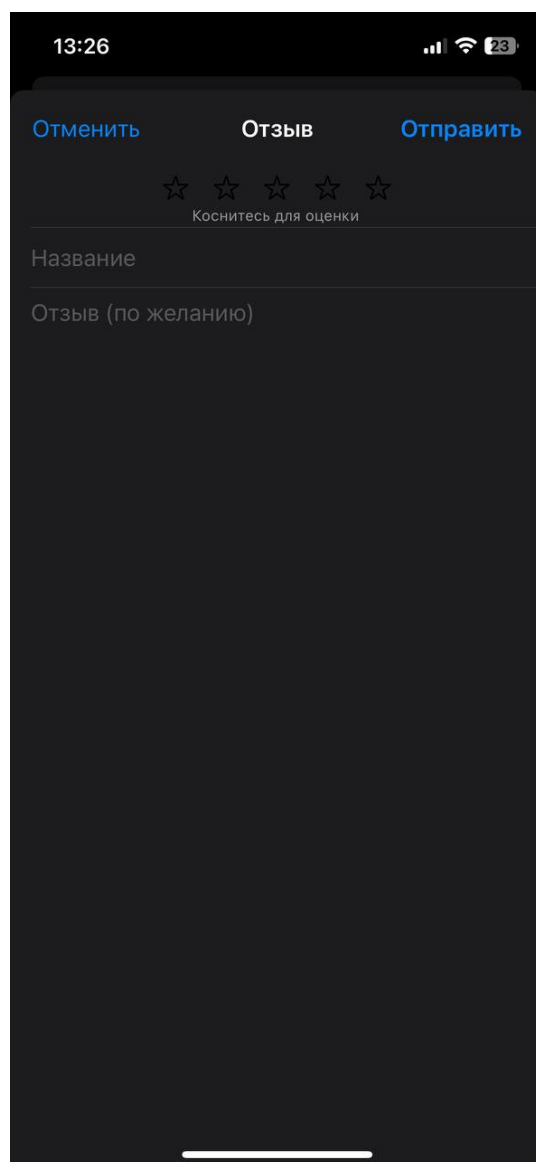 13:26
23
Отменить Отзыв Отправить
Коснитесь для оценки
Название
Отзыв (по желанию)